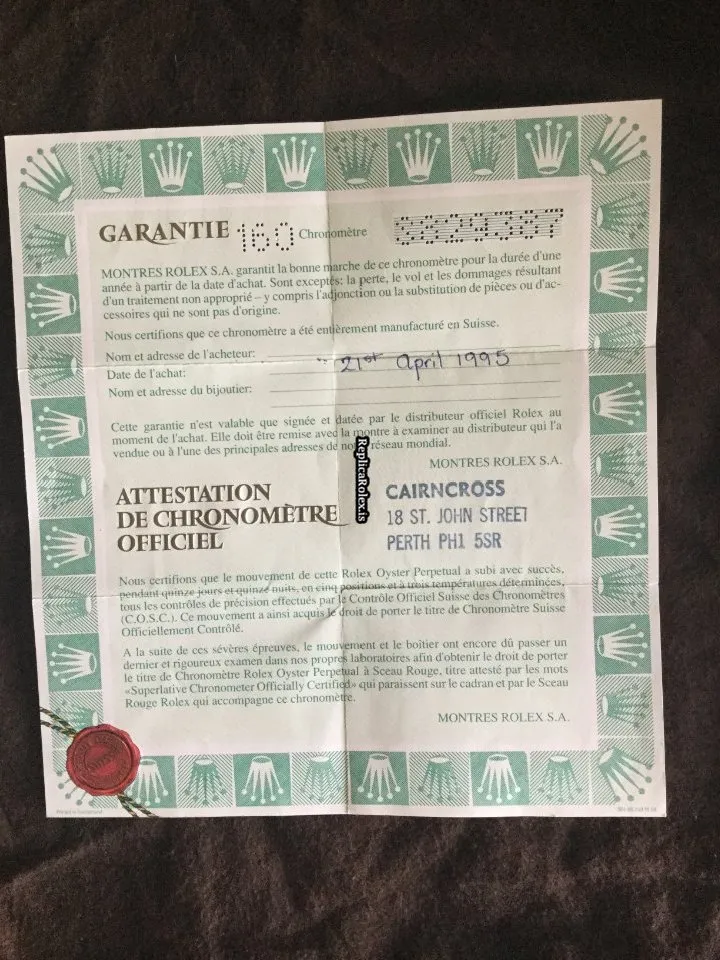 GARANTIE 160 Chronomètre
MONTRES ROLEX S.A. garantit la bonne marche de ce chronomètre pour la durée d'une
année à partir de la date d'achat. Sont exceptés: la perte, le vol et les dommages résultant
d'un traitement non approprié – y compris l'adjonction ou la substitution de pièces ou d'ac-
cessoires qui ne sont pas d'origine.
Nous certifions que ce chronomètre a été entièrement manufacturé en Suisse.
Nom et adresse de l'acheteur:
Date de l'achat: 21st April 1995
Nom et adresse du bijoutier:
Cette garantie n'est valable que signée et datée par le distributeur officiel Rolex au
moment de l'achat. Elle doit être remise avec la montre à examiner au distributeur qui l'a
vendue ou à l'une des principales adresses de notre réseau mondial.
MONTRES ROLEX S.A.
ReplicaRolex.is
ATTESTATION
DE CHRONOMÈTRE
OFFICIEL
CAIRNCROSS
18 ST. JOHN STREET
PERTH PH1 5SR
Nous certifions que le mouvement de cette Rolex Oyster Perpetual a subi avec succès,
pendant quinze jours et quinze nuits, en cinq positions et à trois températures déterminées,
tous les contrôles de précision effectués par le Contrôle Officiel Suisse des Chronomètres
(C.O.S.C.). Ce mouvement a ainsi acquis le droit de porter le titre de Chronomètre Suisse
Officiellement Contrôlé.
A la suite de ces sévères épreuves, le mouvement et le boîtier ont encore dû passer un
dernier et rigoureux examen dans nos propres laboratoires afin d'obtenir le droit de porter
le titre de Chronomètre Rolex Oyster Perpetual à Sceau Rouge, titre attesté par les mots
«Superlative Chronometer Officially Certified» qui paraissent sur le cadran et par le Sceau
Rouge Rolex qui accompagne ce chronomètre.
MONTRES ROLEX S.A.
Printed in Switzerland